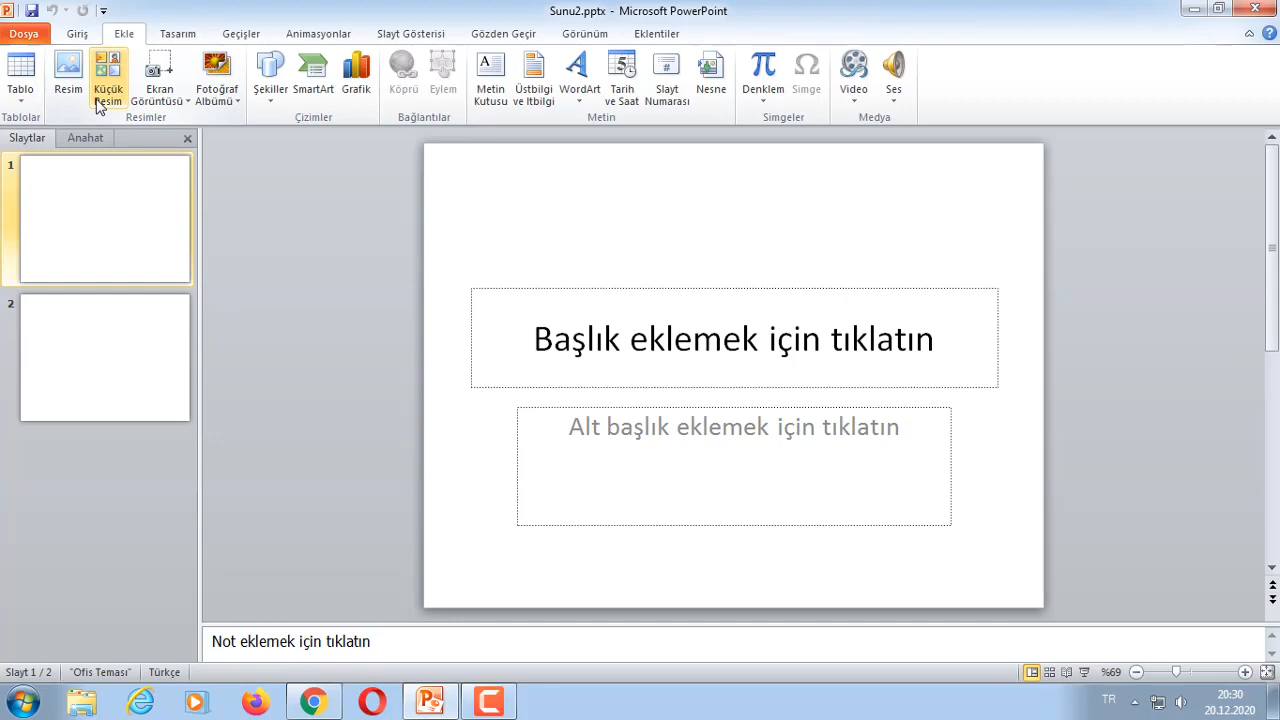 Sunu2.pptx - Microsoft PowerPoint
Dosya Giriş Ekle Tasarım Geçişler Animasyonlar Slayt Gösterisi Gözden Geçir Görünüm Eklentiler
Tablo
Resim
Küçük
Resim
Ekran
Görüntüsü
Fotoğraf
Albümü
Şekiller
SmartArt
Grafik
Köprü
Eylem
Metin
Kutusu
Üstbilgi
ve ltbilgi
WordArt
Tarih
ve Saat
Slayt
Numarası
Nesne
Denklem
Simge
Video
Ses
Tablolar Resimler Çizimler Bağlantılar Metin Simgeler Medya
Slaytlar Anahat
1
2
Başlık eklemek için tıklatın
Alt başlık eklemek için tıklatın
Not eklemek için tıklatın
Slayt 1 / 2 "Ofis Teması" Türkçe %69
TR
20:30
20.12.2020